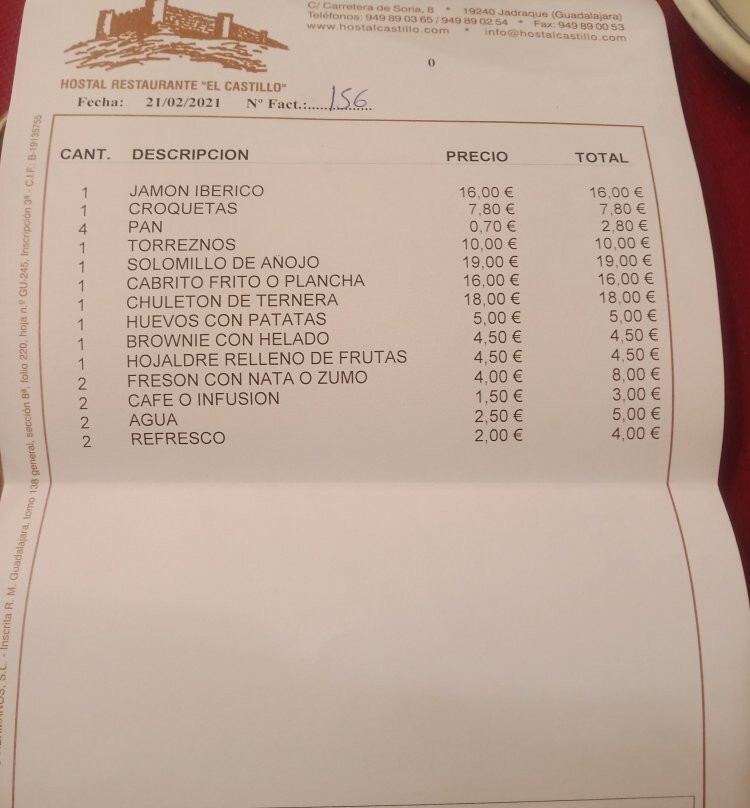 C/ Carretera de Soria, 8 * 19240 Jadraque (Guadalajara)
Teléfonos: 949 89 03 65 / 949 89 02 54 * Fax: 949 89 00 53
www.hostalcastillo.com * info@hostalcastillo.com
0
HOSTAL RESTAURANTE "EL CASTILLO"
Fecha: 21/02/2021 Nº Fact.:....156....
CANT. DESCRIPCION PRECIO TOTAL
1 JAMON IBERICO 16,00 € 16,00 €
1 CROQUETAS 7,80 € 7,80 €
4 PAN 0,70 € 2,80 €
1 TORREZNOS 10,00 € 10,00 €
1 SOLOMILLO DE AÑOJO 19,00 € 19,00 €
1 CABRITO FRITO O PLANCHA 16,00 € 16,00 €
1 CHULETON DE TERNERA 18,00 € 18,00 €
1 HUEVOS CON PATATAS 5,00 € 5,00 €
1 BROWNIE CON HELADO 4,50 € 4,50 €
1 HOJALDRE RELLENO DE FRUTAS 4,50 € 4,50 €
2 FRESON CON NATA O ZUMO 4,00 € 8,00 €
2 CAFE O INFUSION 1,50 € 3,00 €
2 AGUA 2,50 € 5,00 €
2 REFRESCO 2,00 € 4,00 €
S.L. - Inscrita R. M. Guadalajara, tomo 138 general, sección 8ª, folio 220, hoja n.º GU-245, Inscripción 3ª - C.I.F.: B-19135755